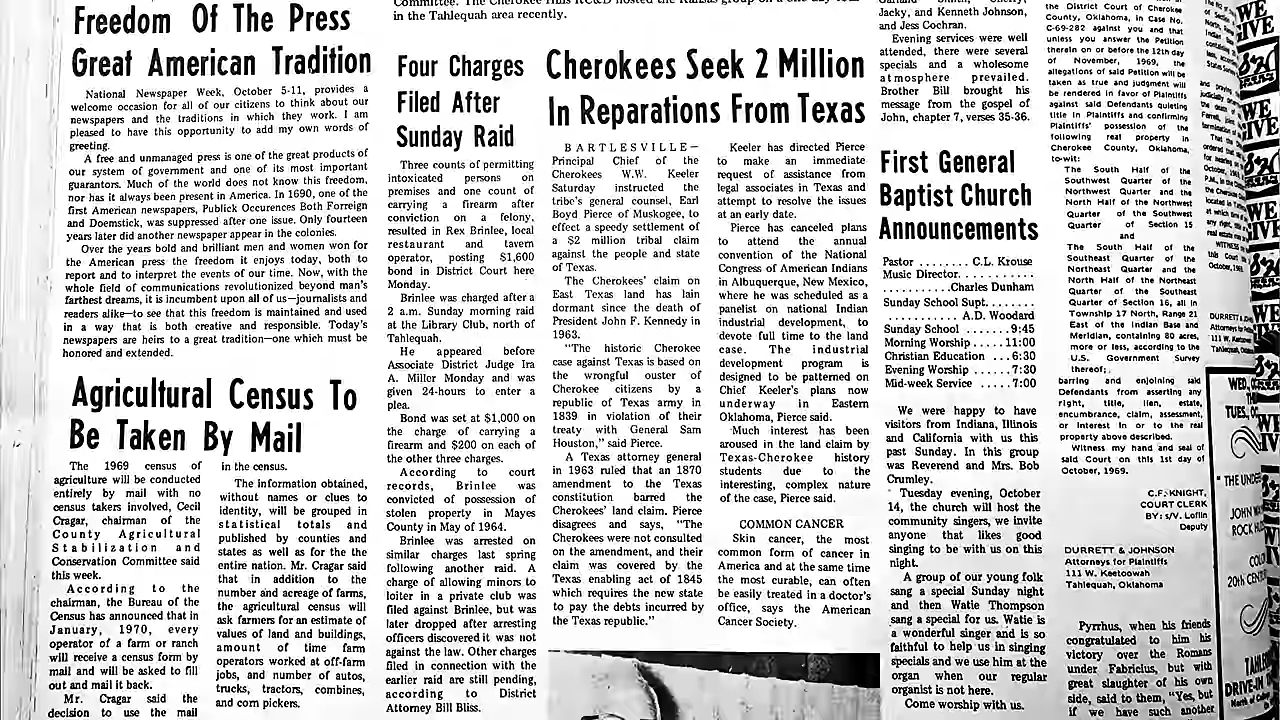 Freedom Of The Press
Great American Tradition
National Newspaper Week, October 5-11, provides a
welcome occasion for all of our citizens to think about our
newspapers and the traditions in which they work. I am
pleased to have this opportunity to add my own words of
greeting.
A free and unmanaged press is one of the great products of
our system of government and one of its most important
guarantors. Much of the world does not know this freedom,
nor has it always been present in America. In 1690, one of the
first American newspapers, Publick Occurences Both Foreign
and Doemstick, was suppressed after one issue. Only fourteen
years later did another newspaper appear in the colonies.
Over the years bold and brilliant men and women won for
the American press the freedom it enjoys today, both to
report and to interpret the events of our time. Now, with the
whole field of communications revolutionized beyond man's
farthest dreams, it is incumbent upon all of us—journalists and
readers alike—to see that this freedom is maintained and used
in a way that is both creative and responsible. Today's
newspapers are heirs to a great tradition—one which must be
honored and extended.
Agricultural Census To
Be Taken By Mail
The 1969 census of
agriculture will be conducted
entirely by mail with no
census takers involved, Cecil
Cragar, chairman of the
County Agricultural
Stabilization and
Conservation Committee said
this week.
According to the
chairman, the Bureau of the
Census has announced that in
January, 1970, every
operator of a farm or ranch
will receive a census form by
mail and will be asked to fill
out and mail it back.
Mr. Cragar said the
decision to use the mail
in the census.
The information obtained,
without names or clues to
identity, will be grouped in
statistical totals and
published by counties and
states as well as for the the
entire nation. Mr. Cragar said
that in addition to the
number and acreage of farms,
the agricultural census will
ask farmers for an estimate of
values of land and buildings,
amount of time farm
operators worked at off-farm
jobs, and number of autos,
trucks, tractors, combines,
and corn pickers.
in the Tahlequah area recently.
Four Charges
Filed After
Sunday Raid
Three counts of permitting
intoxicated persons on
premises and one count of
carrying a firearm after
conviction on a felony,
resulted in Rex Brinlee, local
restaurant and tavern
operator, posting $1,600
bond in District Court here
Monday.
Brinlee was charged after a
2 a.m. Sunday morning raid
at the Library Club, north of
Tahlequah.
He appeared before
Associate District Judge Ira
A. Miller Monday and was
given 24-hours to enter a
plea.
Bond was set at $1,000 on
the charge of carrying a
firearm and $200 on each of
the other three charges.
According to court
records, Brinlee was
convicted of possession of
stolen property in Mayes
County in May of 1964.
Brinlee was arrested on
similar charges last spring
following another raid. A
charge of allowing minors to
loiter in a private club was
filed against Brinlee, but was
later dropped after arresting
officers discovered it was not
against the law. Other charges
filed in connection with the
earlier raid are still pending,
according to District
Attorney Bill Bliss.
Cherokees Seek 2 Million
In Reparations From Texas
BARTLESVILLE—
Principal Chief of the
Cherokees W.W. Keeler
Saturday instructed the
tribe's general counsel, Earl
Boyd Pierce of Muskogee, to
effect a speedy settlement of
a $2 million tribal claim
against the people and state
of Texas.
The Cherokees' claim on
East Texas land has lain
dormant since the death of
President John F. Kennedy in
1963.
"The historic Cherokee
case against Texas is based on
the wrongful ouster of
Cherokee citizens by a
republic of Texas army in
1839 in violation of their
treaty with General Sam
Houston," said Pierce.
A Texas attorney general
in 1963 ruled that an 1870
amendment to the Texas
constitution barred the
Cherokees' land claim. Pierce
disagrees and says, "The
Cherokees were not consulted
on the amendment, and their
claim was covered by the
Texas enabling act of 1845
which requires the new state
to pay the debts incurred by
the Texas republic."
Keeler has directed Pierce
to make an immediate
request of assistance from
legal associates in Texas and
attempt to resolve the issues
at an early date.
Pierce has canceled plans
to attend the annual
convention of the National
Congress of American Indians
in Albuquerque, New Mexico,
where he was scheduled as a
panelist on national Indian
industrial development, to
devote full time to the land
case. The industrial
development program is
designed to be patterned on
Chief Keeler's plans now
underway in Eastern
Oklahoma, Pierce said.
Much interest has been
aroused in the land claim by
Texas-Cherokee history
students due to the
interesting, complex nature
of the case, Pierce said.
COMMON CANCER
Skin cancer, the most
common form of cancer in
America and at the same time
the most curable, can often
be easily treated in a doctor's
office, says the American
Cancer Society.
Jacky, and Kenneth Johnson,
and Jess Cochran.
Evening services were well
attended, there were several
specials and a wholesome
atmosphere prevailed.
Brother Bill brought his
message from the gospel of
John, chapter 7, verses 35-36.
First General
Baptist Church
Announcements
Pastor ...... C.L. Krouse
Music Director. . . . . . . . . .
. . . . . . . . . . .Charles Dunham
Sunday School Supt. . . . . . .
. . . . . . . . . . A.D. Woodard
Sunday School . . . . . . . 9:45
Morning Worship . . . . . 11:00
Christian Education . . . 6:30
Evening Worship . . . . . . 7:30
Mid-week Service . . . . . 7:00
We were happy to have
visitors from Indiana, Illinois
and California with us this
past Sunday. In this group
was Reverend and Mrs. Bob
Crumley.
Tuesday evening, October
14, the church will host the
community singers, we invite
anyone that likes good
singing to be with us on this
night.
A group of our young folk
sang a special Sunday night
and then Watie Thompson
sang a special for us. Watie is
a wonderful singer and is so
faithful to help us in singing
specials and we use him at the
organ when our regular
organist is not here.
Come worship with us.
the District Court of Cherokee
County, Oklahoma, in Case No.
C-69-282 against you and that
unless you answer the Petition
therein on or before the 12th day
of November, 1969, the
allegations of said Petition will be
taken as true and judgment will
be rendered in favor of Plaintiffs
against said Defendants quieting
title in Plaintiffs and confirming
Plaintiffs' possession of the
following real property in
Cherokee County, Oklahoma,
to-wit:
The South Half of the
Southwest Quarter of the
Northwest Quarter and the
North Half of the Northwest
Quarter of the Southwest
Quarter of Section 15
and
The South Half of the
Southeast Quarter of the
Northeast Quarter and the
North Half of the Northeast
Quarter of the Southeast
Quarter of Section 16, all in
Township 17 North, Range 21
East of the Indian Base and
Meridian, containing 80 acres,
more or less, according to the
U.S. Government Survey
thereof;
barring and enjoining said
Defendants from asserting any
right, title, lien, estate,
encumbrance, claim, assessment,
or interest in or to the real
property above described.
Witness my hand and seal of
said Court on this 1st day of
October, 1969.
C.F. KNIGHT,
COURT CLERK
BY: s/V. Loflin
Deputy
DURRETT & JOHNSON
Attorneys for Plaintiffs
111 W. Keetoowah
Tahlequah, Oklahoma
Pyrrhus, when his friends
congratulated to him his
victory over the Romans
under Fabricius, but with
great slaughter of his own
side, said to them, "Yes, but
if we have such another